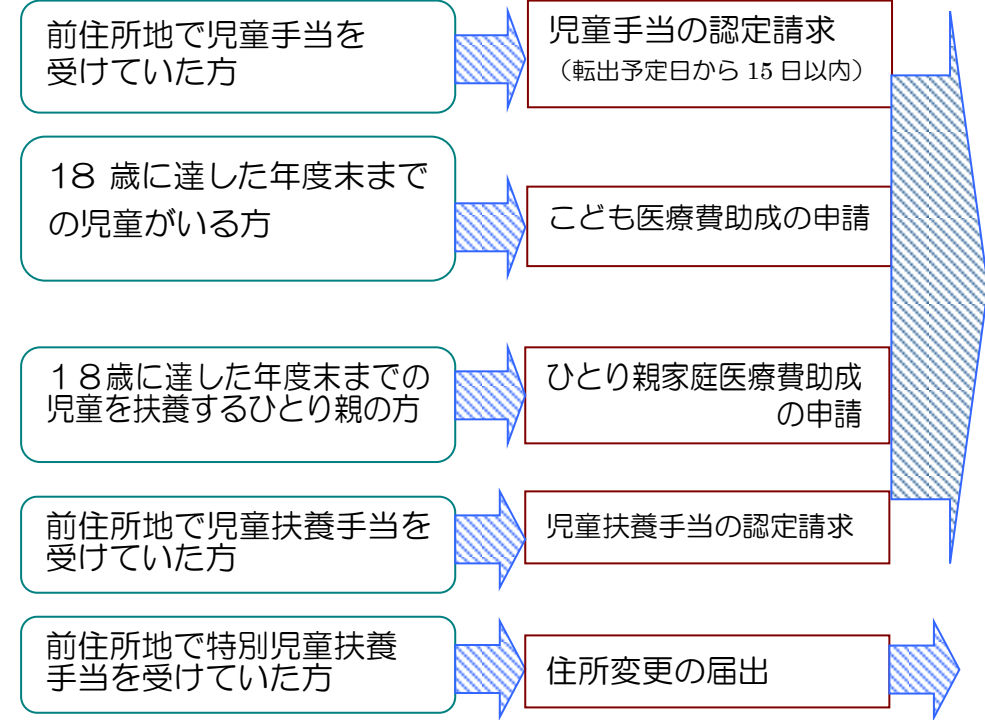 前住所地で児童手当を
受けていた方
児童手当の認定請求
（転出予定日から 15 日以内）
18 歳に達した年度末まで
の児童がいる方
こども医療費助成の申請
１８歳に達した年度末までの
児童を扶養するひとり親の方
ひとり親家庭医療費助成
の申請
前住所地で児童扶養手当を
受けていた方
児童扶養手当の認定請求
前住所地で特別児童扶養
手当を受けていた方
住所変更の届出